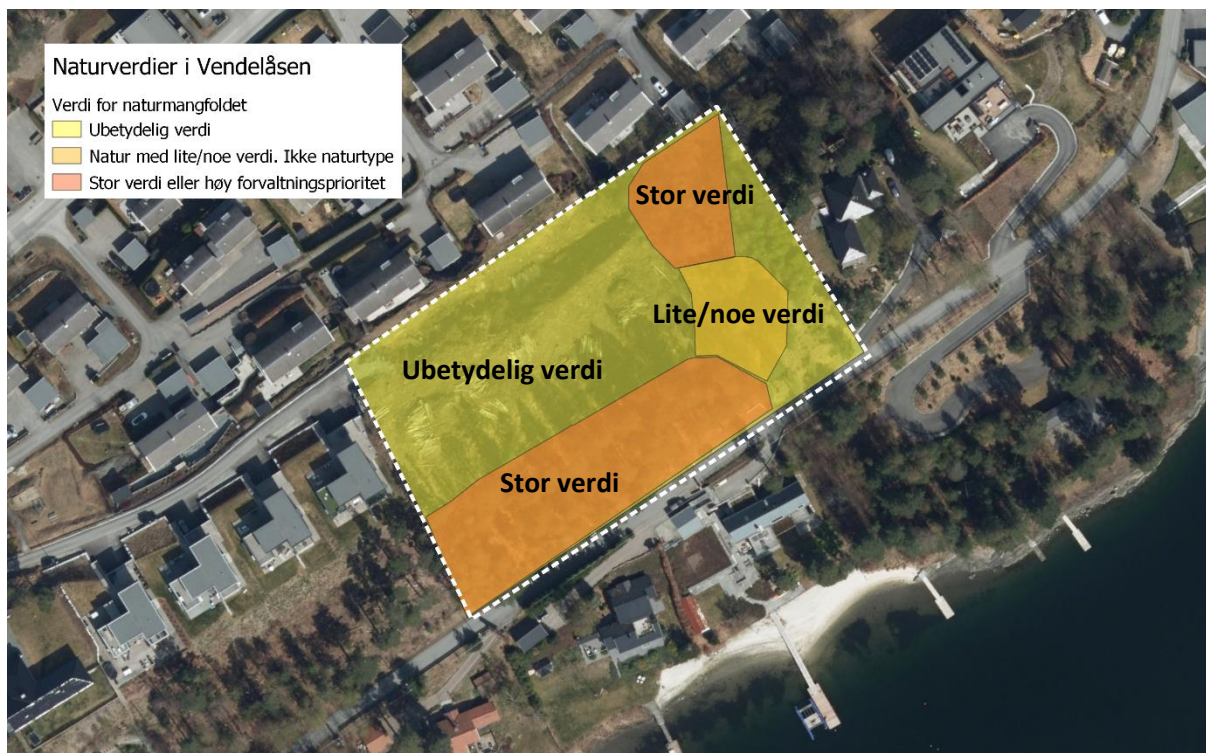 Naturverdier i Vendelåsen
Verdi for naturmangfoldet
Ubetydelig verdi
Natur med lite/noe verdi. Ikke naturtype
Stor verdi eller høy forvaltningsprioritet
Stor verdi
Lite/noe verdi
Ubetydelig verdi
Stor verdi